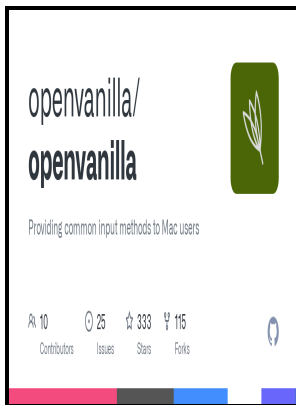 openvanilla/
openvanilla
Providing common input methods to Mac users
10 25 333 115
Contributors Issues Stars Forks